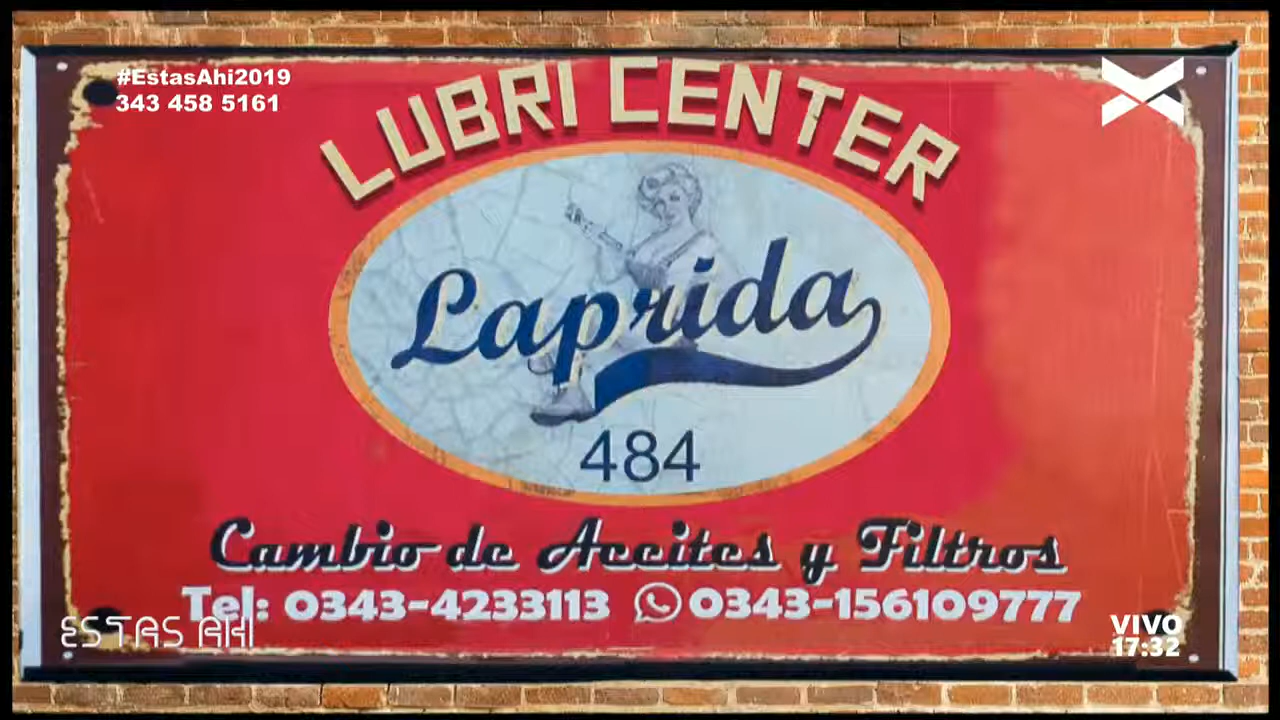 #EstasAhi2019
343 458 5161
LUBRI CENTER
Laprida
484
Cambio de Aceites y Filtros
Tel: 0343-4233113 0343-156109777
ESTAS AHI
VIVO
17:32